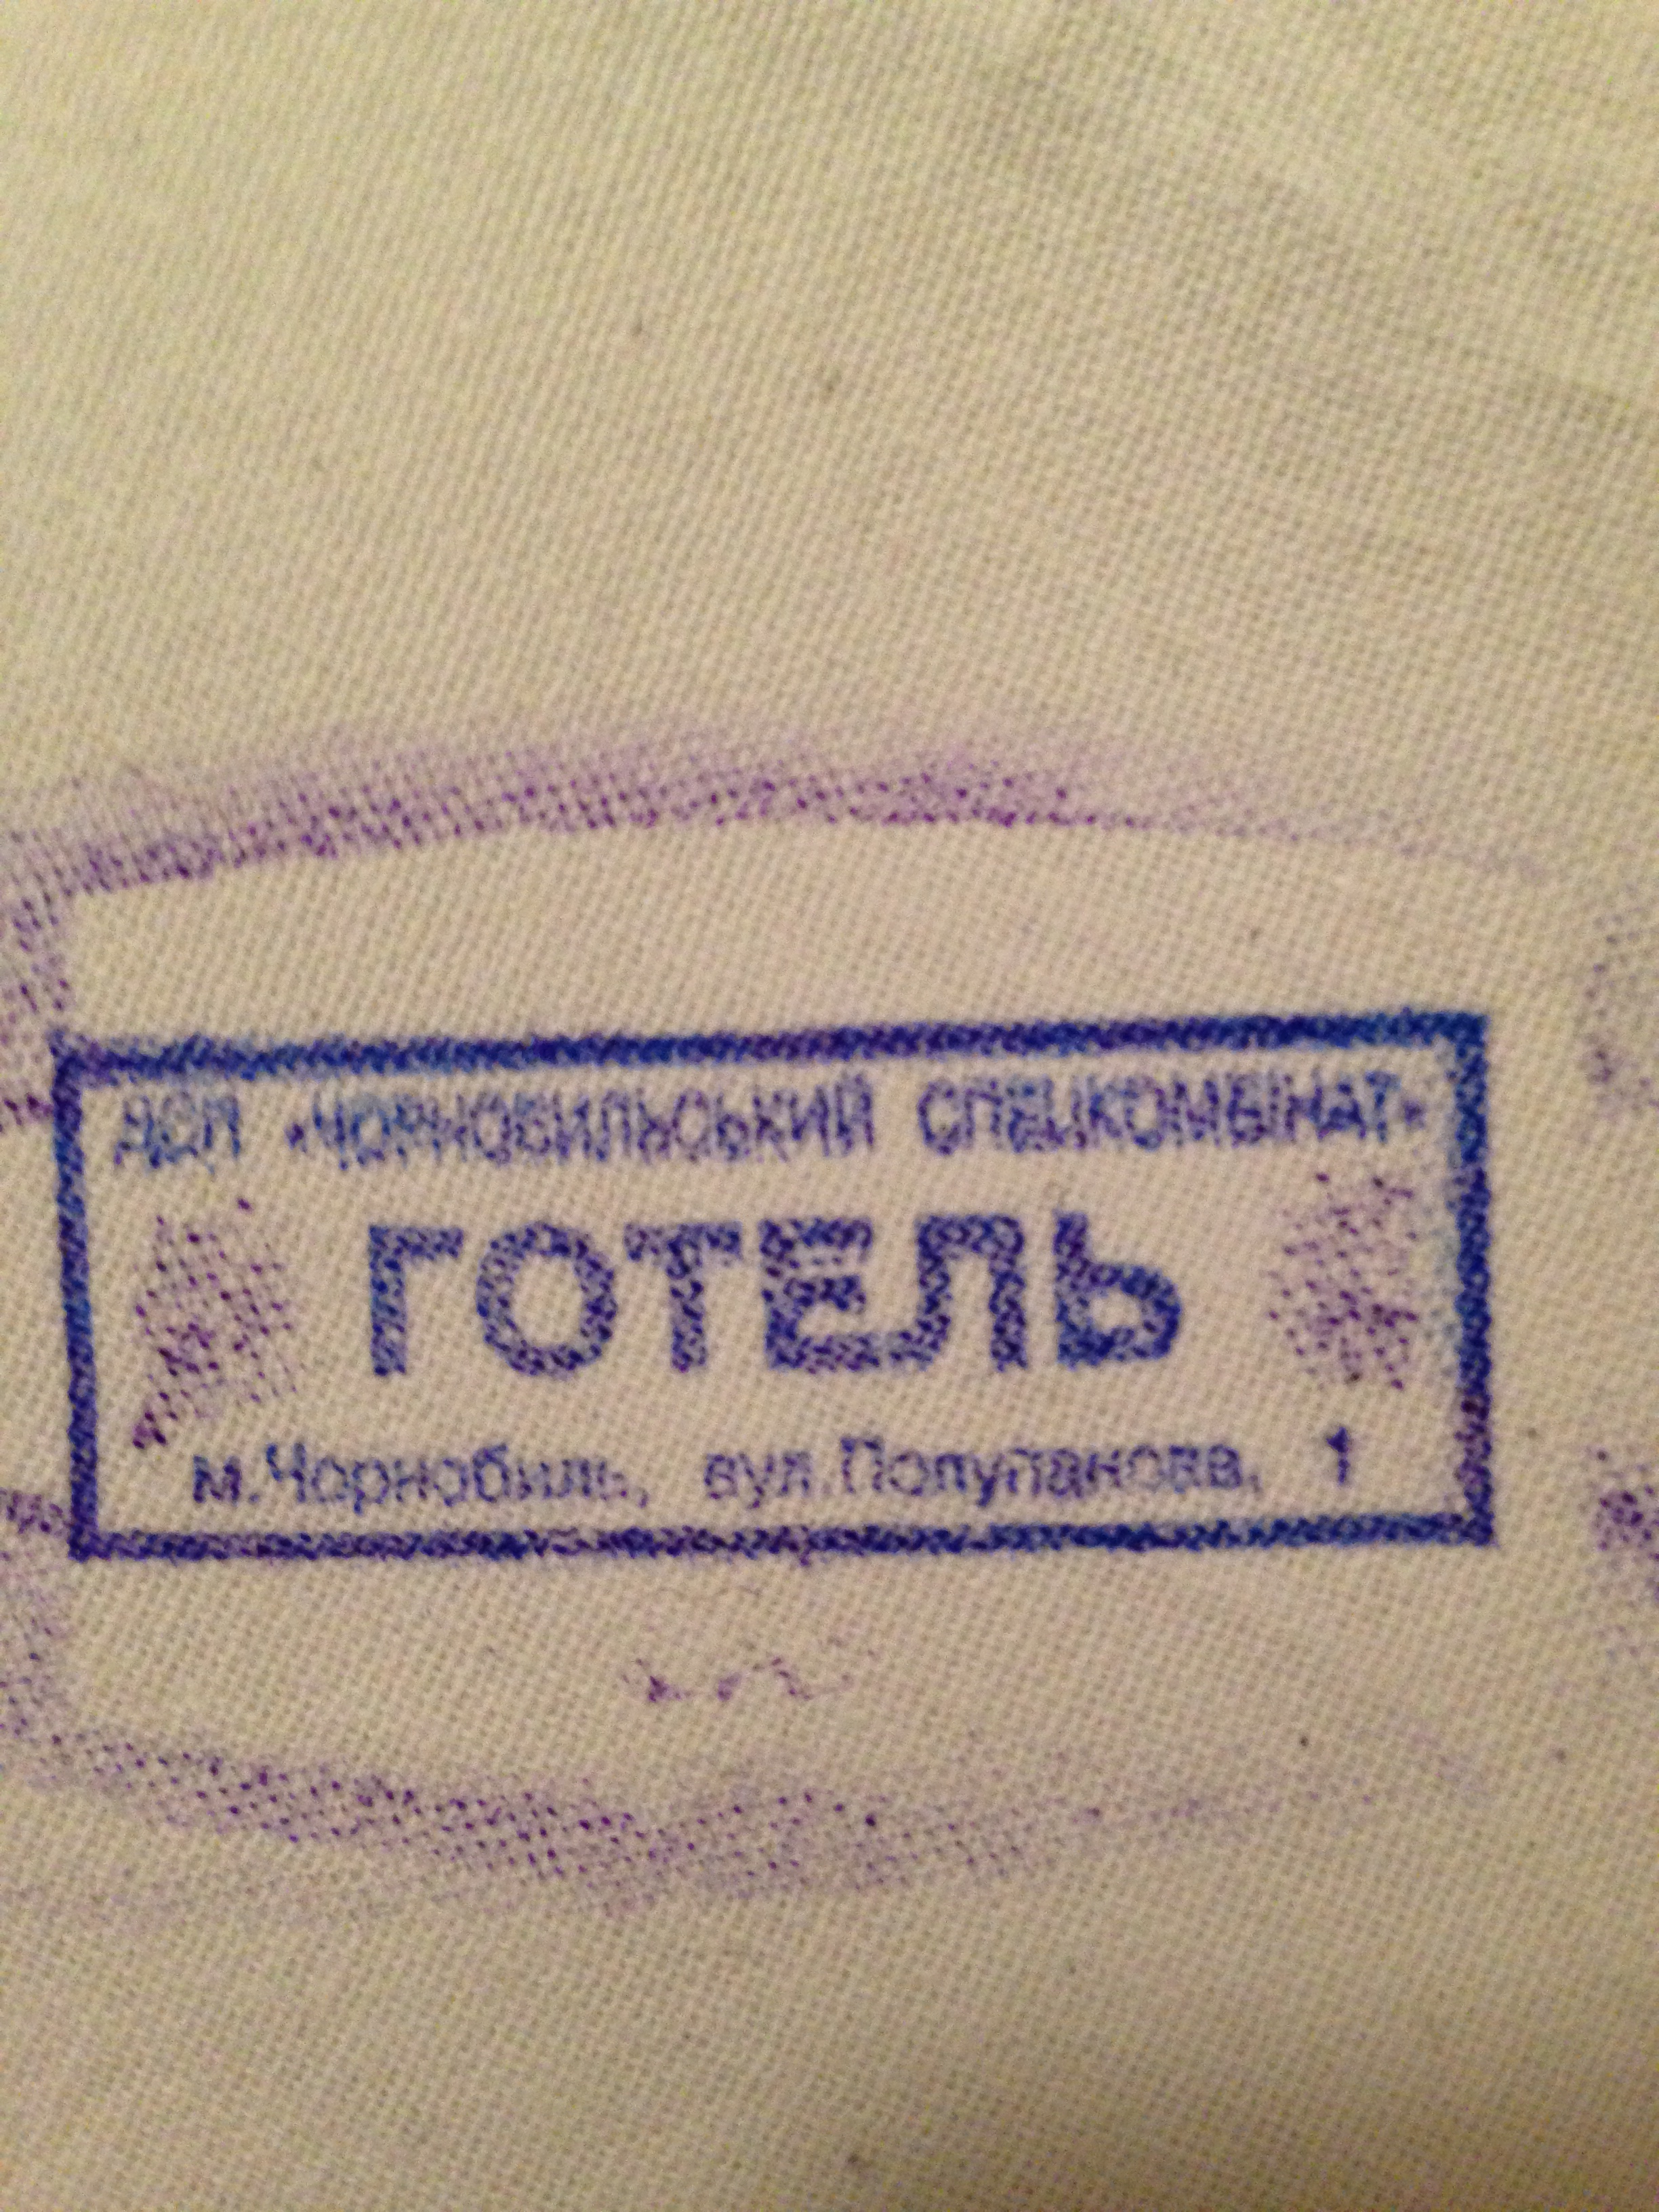 ДСП «ЧОРНОБИЛЬСЬКИЙ СПЕЦКОМБІНАТ»
ГОТЕЛЬ
м.Чорнобиль, вул.Полупанова, 1